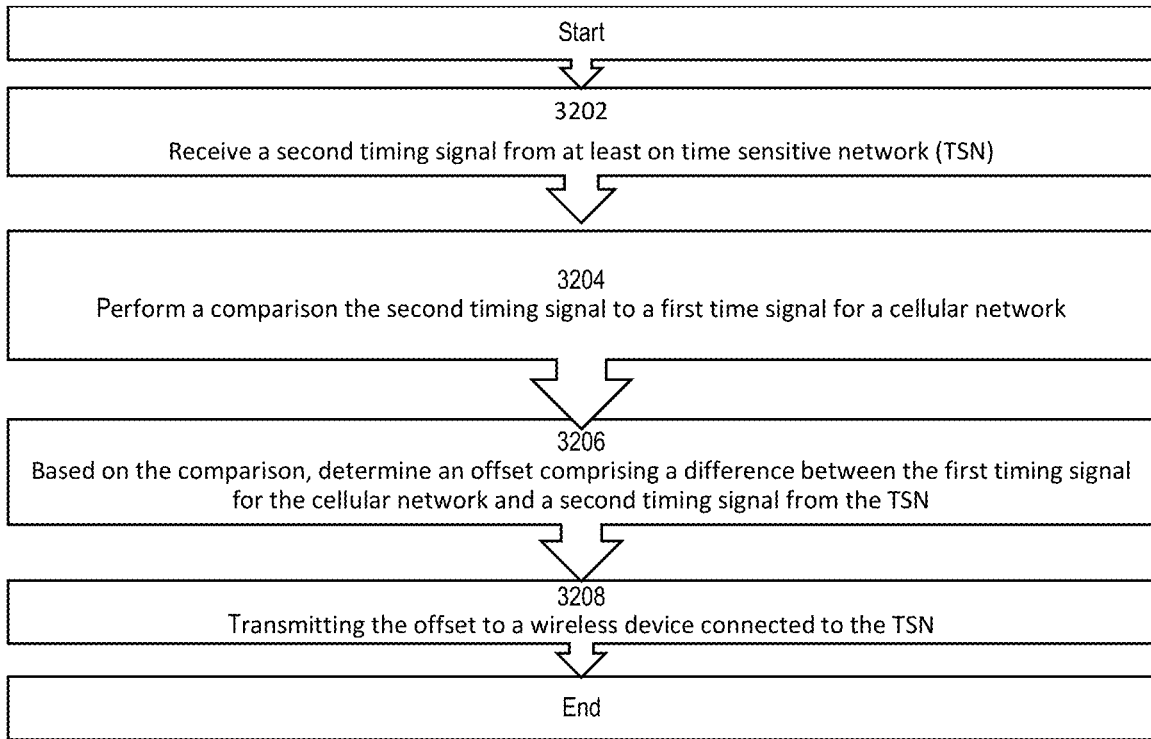 Start
3202
Receive a second timing signal from at least on time sensitive network (TSN)
3204
Perform a comparison the second timing signal to a first time signal for a cellular network
3206
Based on the comparison, determine an offset comprising a difference between the first timing signal
for the cellular network and a second timing signal from the TSN
3208
Transmitting the offset to a wireless device connected to the TSN
End